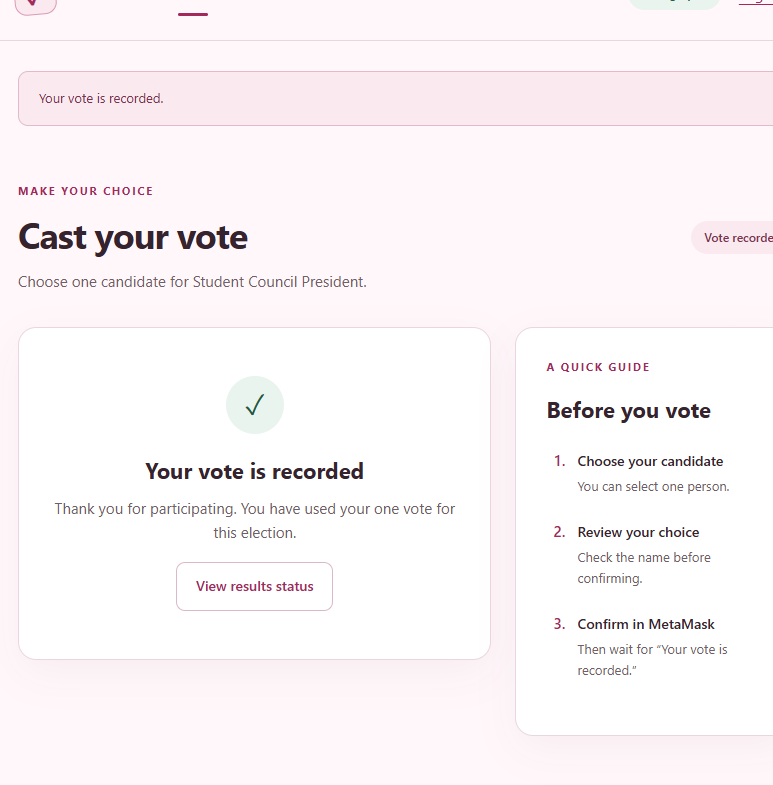 Your vote is recorded.
MAKE YOUR CHOICE
Cast your vote
Vote recorde
Choose one candidate for Student Council President.
✓
Your vote is recorded
Thank you for participating. You have used your one vote for
this election.
View results status
A QUICK GUIDE
Before you vote
1. Choose your candidate
You can select one person.
2. Review your choice
Check the name before
confirming.
3. Confirm in MetaMask
Then wait for “Your vote is
recorded.”